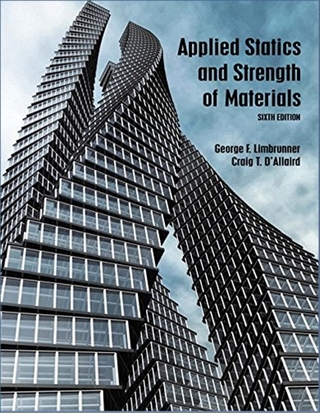 Applied Statics
and Strength
of Materials
SIXTH EDITION
George F. Limbrunner
Craig T. D'Allaird